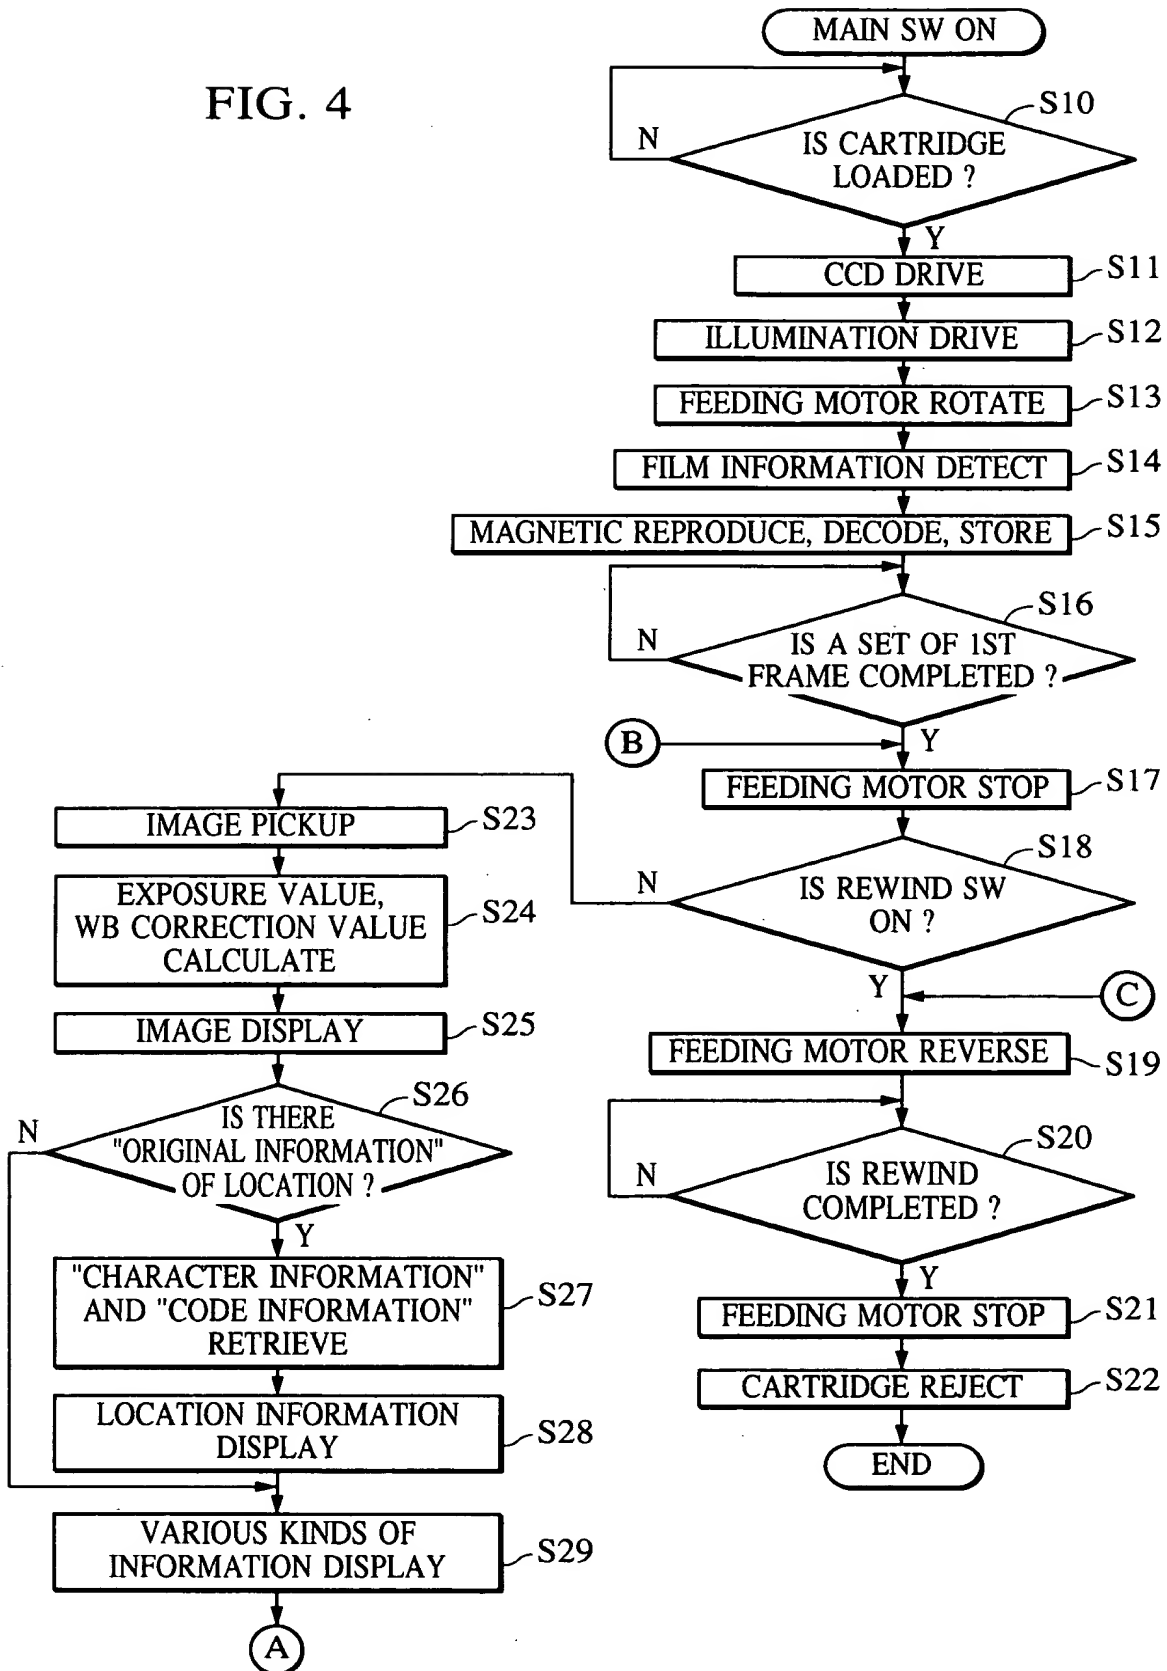 FIG. 4
MAIN SW ON
S10
IS CARTRIDGE
LOADED ?
N
Y
CCD DRIVE
S11
ILLUMINATION DRIVE
S12
FEEDING MOTOR ROTATE
S13
FILM INFORMATION DETECT
S14
MAGNETIC REPRODUCE, DECODE, STORE
S15
S16
IS A SET OF 1ST
FRAME COMPLETED ?
N
Y
B
FEEDING MOTOR STOP
S17
S18
IS REWIND SW
ON ?
N
Y
C
FEEDING MOTOR REVERSE
S19
S20
IS REWIND
COMPLETED ?
N
Y
FEEDING MOTOR STOP
S21
CARTRIDGE REJECT
S22
END
IMAGE PICKUP
S23
EXPOSURE VALUE,
WB CORRECTION VALUE
CALCULATE
S24
IMAGE DISPLAY
S25
S26
IS THERE
"ORIGINAL INFORMATION"
OF LOCATION ?
N
Y
"CHARACTER INFORMATION"
AND "CODE INFORMATION"
RETRIEVE
S27
LOCATION INFORMATION
DISPLAY
S28
VARIOUS KINDS OF
INFORMATION DISPLAY
S29
A